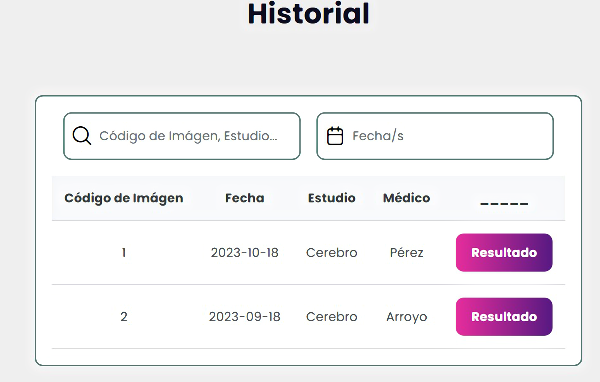 Historial
Código de Imágen, Estudio... Fecha/s
Código de Imágen Fecha Estudio Médico _____
1 2023-10-18 Cerebro Pérez Resultado
2 2023-09-18 Cerebro Arroyo Resultado